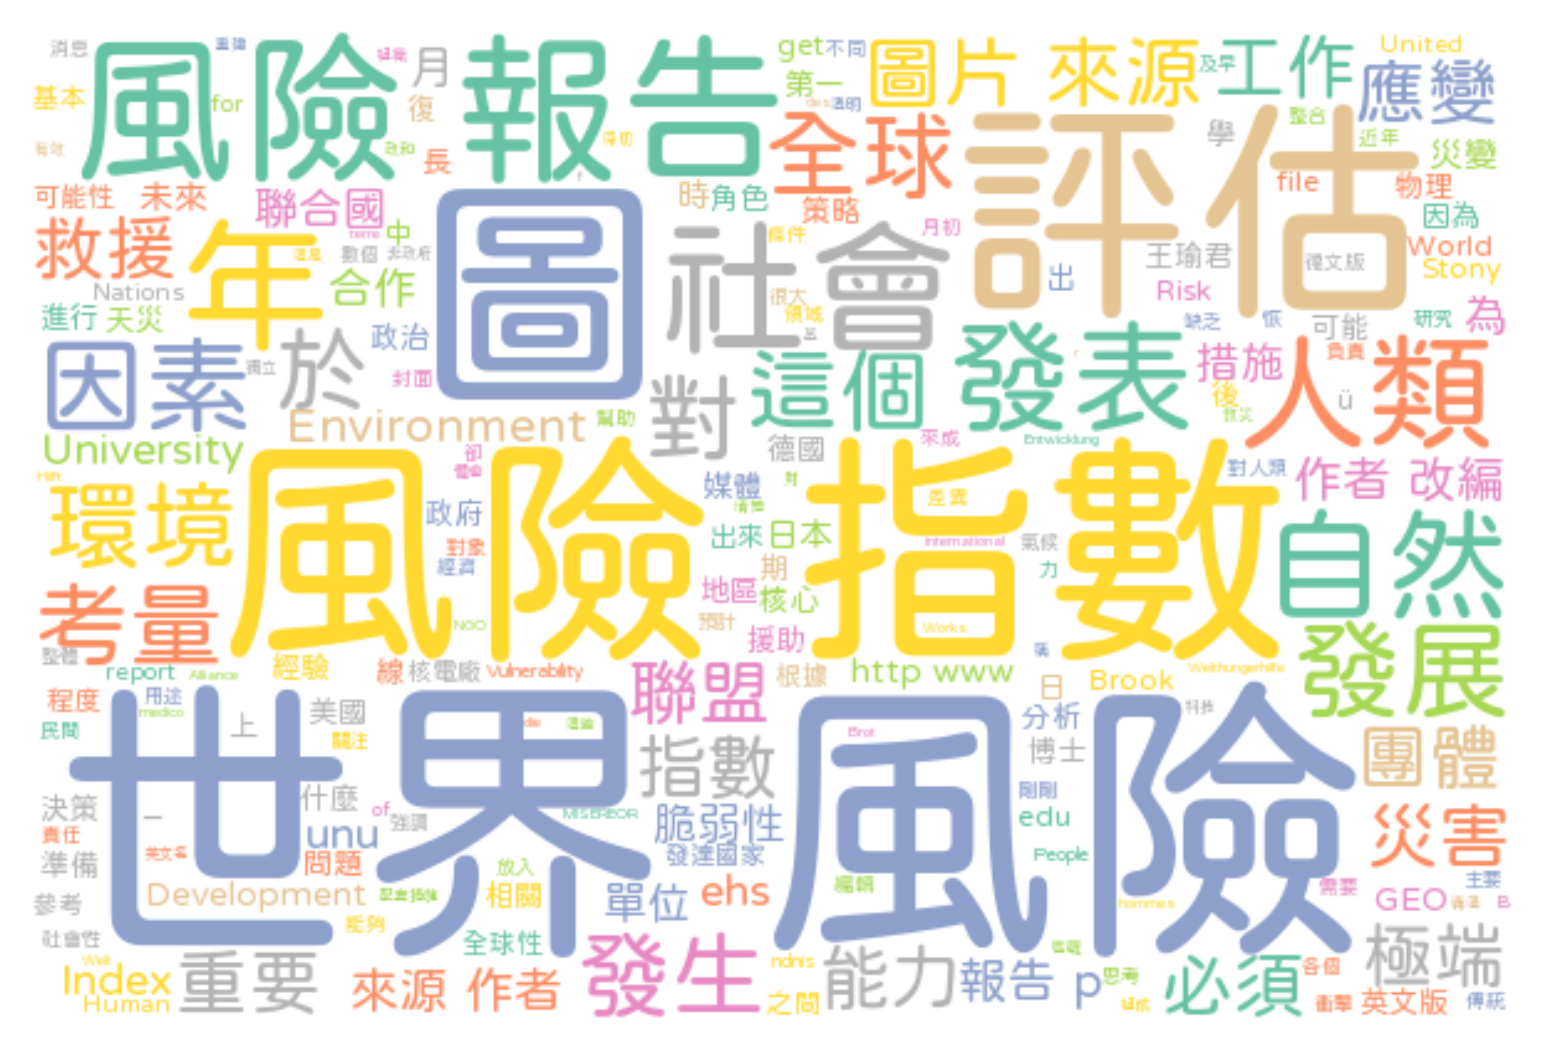 消息
風險 報告
月
get
不同
圖片 來源
及早
工作
United
基本
for
復
第一
應變
政和
長
全球
評估
學
整合
近年
災變
可能性
未來
聯合國
時
角色
策略
file
物理
因為
救援
年
中
數個
非政府
圖
社會
條件
月初
王瑜君
德文版
World
Stony
Nations
合作
很大
出
Risk
進行
天災
政治
領域
缺乏
恢
可能
研究
為
因素
獨立
於
封面
對
這個
發表
措施
負責
人類
後
救災
ü
Environment
幫助
University
德國
來成
Entwicklung
卻
環境
風險 指數
政府
媒體
差異
對人類
作者 改編
對象
經濟
出來
日本
International
氣候
自然
期
力
考量
地區
核心
NGO
預計
援助
Works
發展
整體
report
Alliance
經驗
線
核電廠
Vulnerability
聯盟
根據
http www
日
Brook
Welthungerhilfe
程度
用途
medico
民間
上
美國
關注
世界 風險
die
指數
Brot
分析
博士
科技
團體
決策
什麼
一
of
強調
MISEREOR
剛剛
責任
unu
脆弱性
edu
災害
英文名
準備
問題
發達國家
People
放入
Development
相關
單位
ehs
編輯
hommes
需要
GEO
主要
B
參考
能夠
社會性
全球性
Welt
Index
Human
重要
來源 作者
發生
ndnis
之間
能力
報告
p
思考
組成
必須
各個
極端
衝擊
英文版
傳統